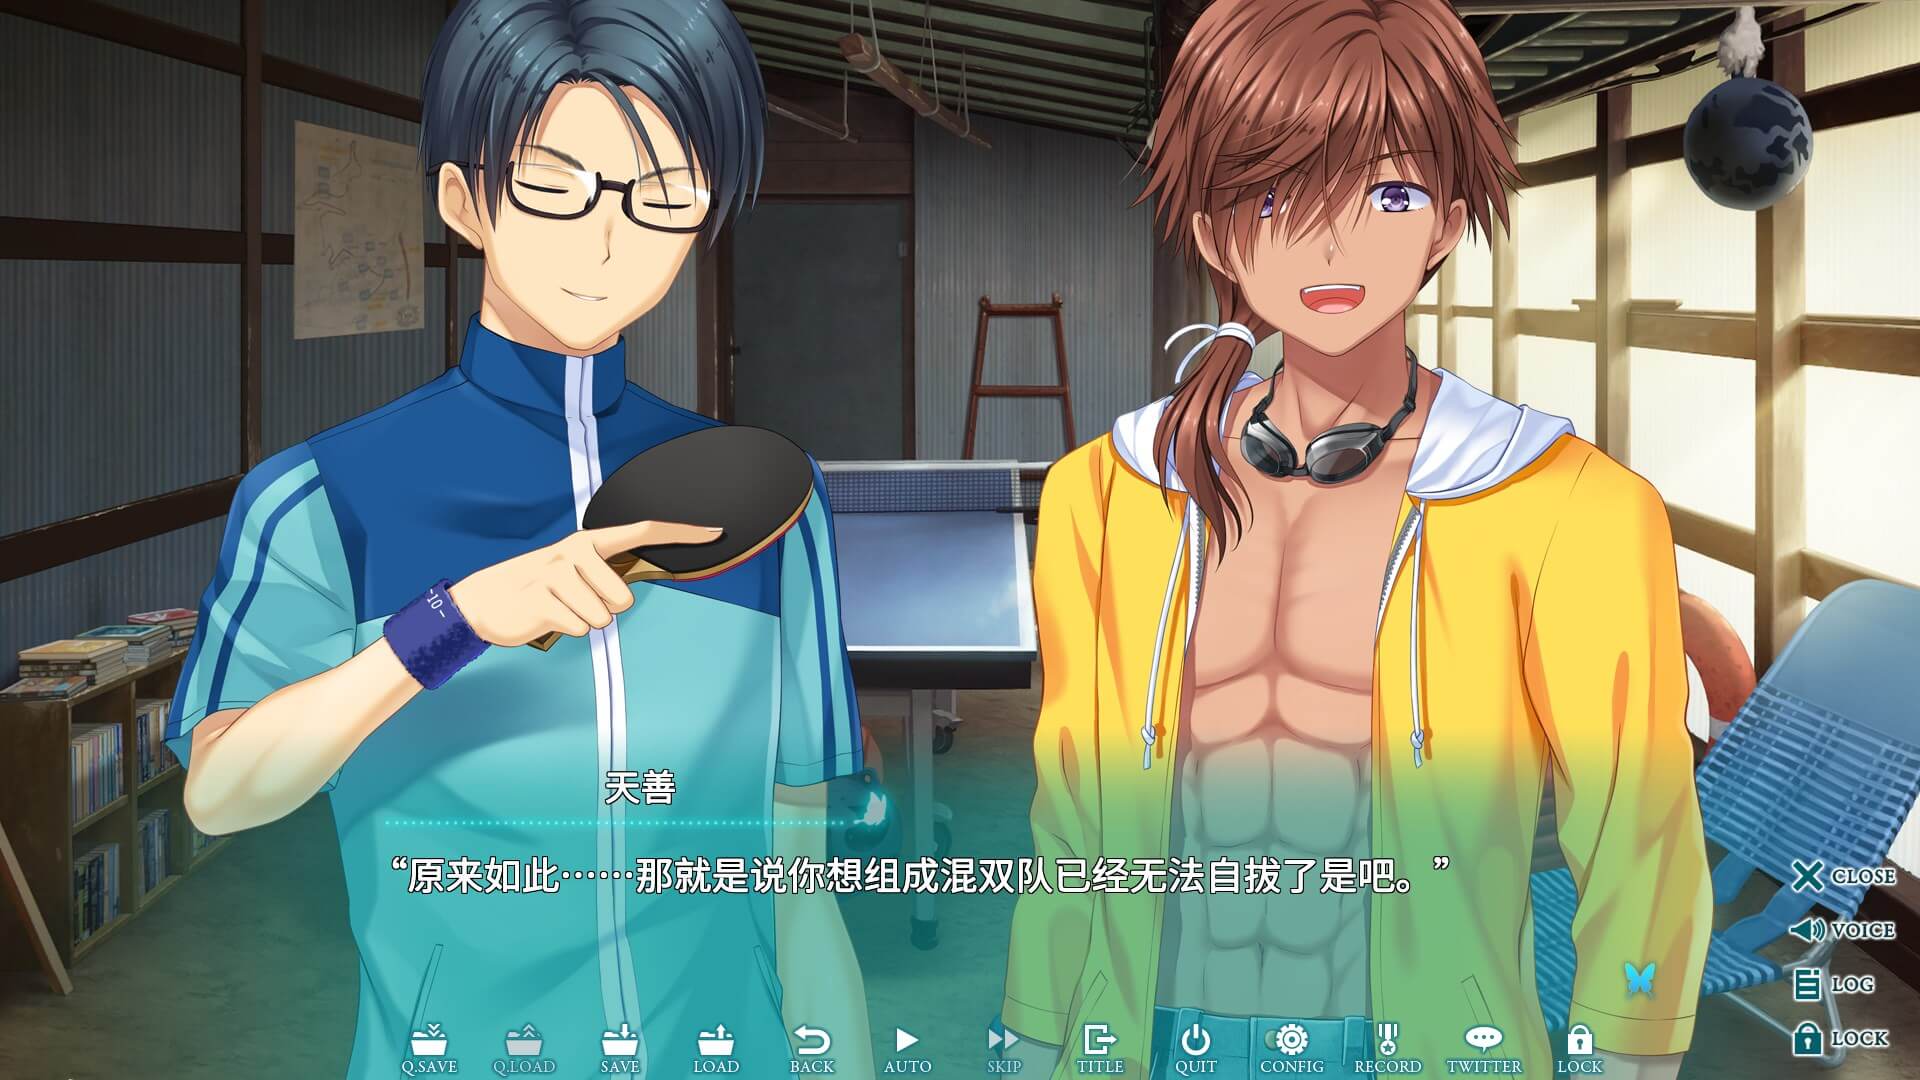 -10-
天善
“原来如此……那就是说你想组成混双队已经无法自拔了是吧。”
CLOSE
VOICE
LOG
LOCK
Q.SAVE Q.LOAD SAVE LOAD BACK AUTO SKIP TITLE QUIT CONFIG RECORD TWITTER LOCK